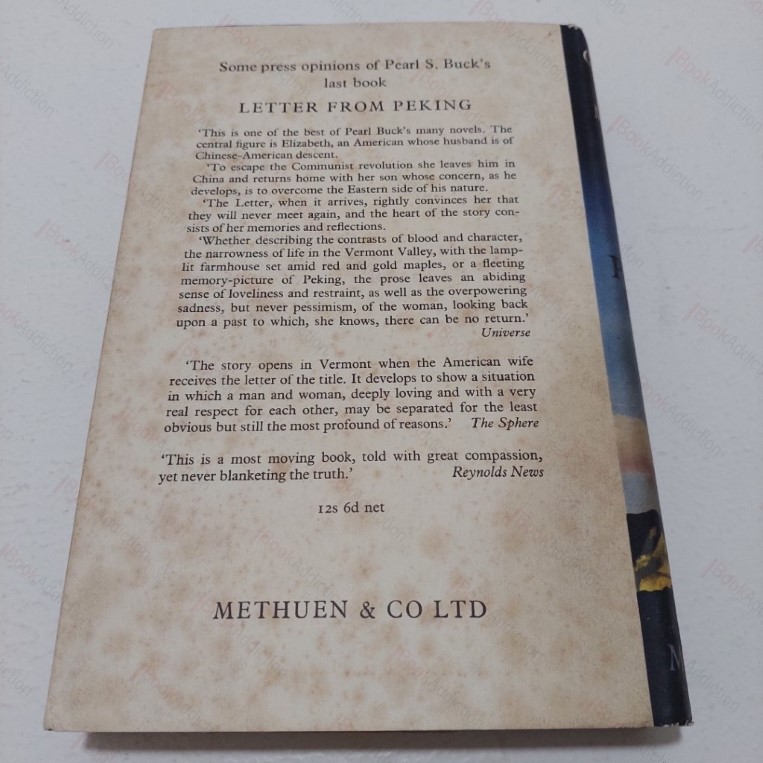 Some press opinions of Pearl S. Buck's
last book
LETTER FROM PEKING
'This is one of the best of Pearl Buck's many novels. The
central figure is Elizabeth, an American whose husband is of
Chinese-American descent.
'To escape the Communist revolution she leaves him in
China and returns home with her son whose concern, as he
develops, is to overcome the Eastern side of his nature.
'The Letter, when it arrives, rightly convinces her that
they will never meet again, and the heart of the story con-
sists of her memories and reflections.
'Whether describing the contrasts of blood and character,
the narrowness of life in the Vermont Valley, with the lamp-
lit farmhouse set amid red and gold maples, or a fleeting
memory-picture of Peking, the prose leaves an abiding
sense of loveliness and restraint, as well as the overpowering
sadness, but never pessimism, of the woman, looking back
upon a past to which, she knows, there can be no return.'
Universe
'The story opens in Vermont when the American wife
receives the letter of the title. It develops to show a situation
in which a man and woman, deeply loving and with a very
real respect for each other, may be separated for the least
obvious but still the most profound of reasons.' The Sphere
'This is a most moving book, told with great compassion,
yet never blanketing the truth.' Reynolds News
12s 6d net
METHUEN & CO LTD
BookAddiction